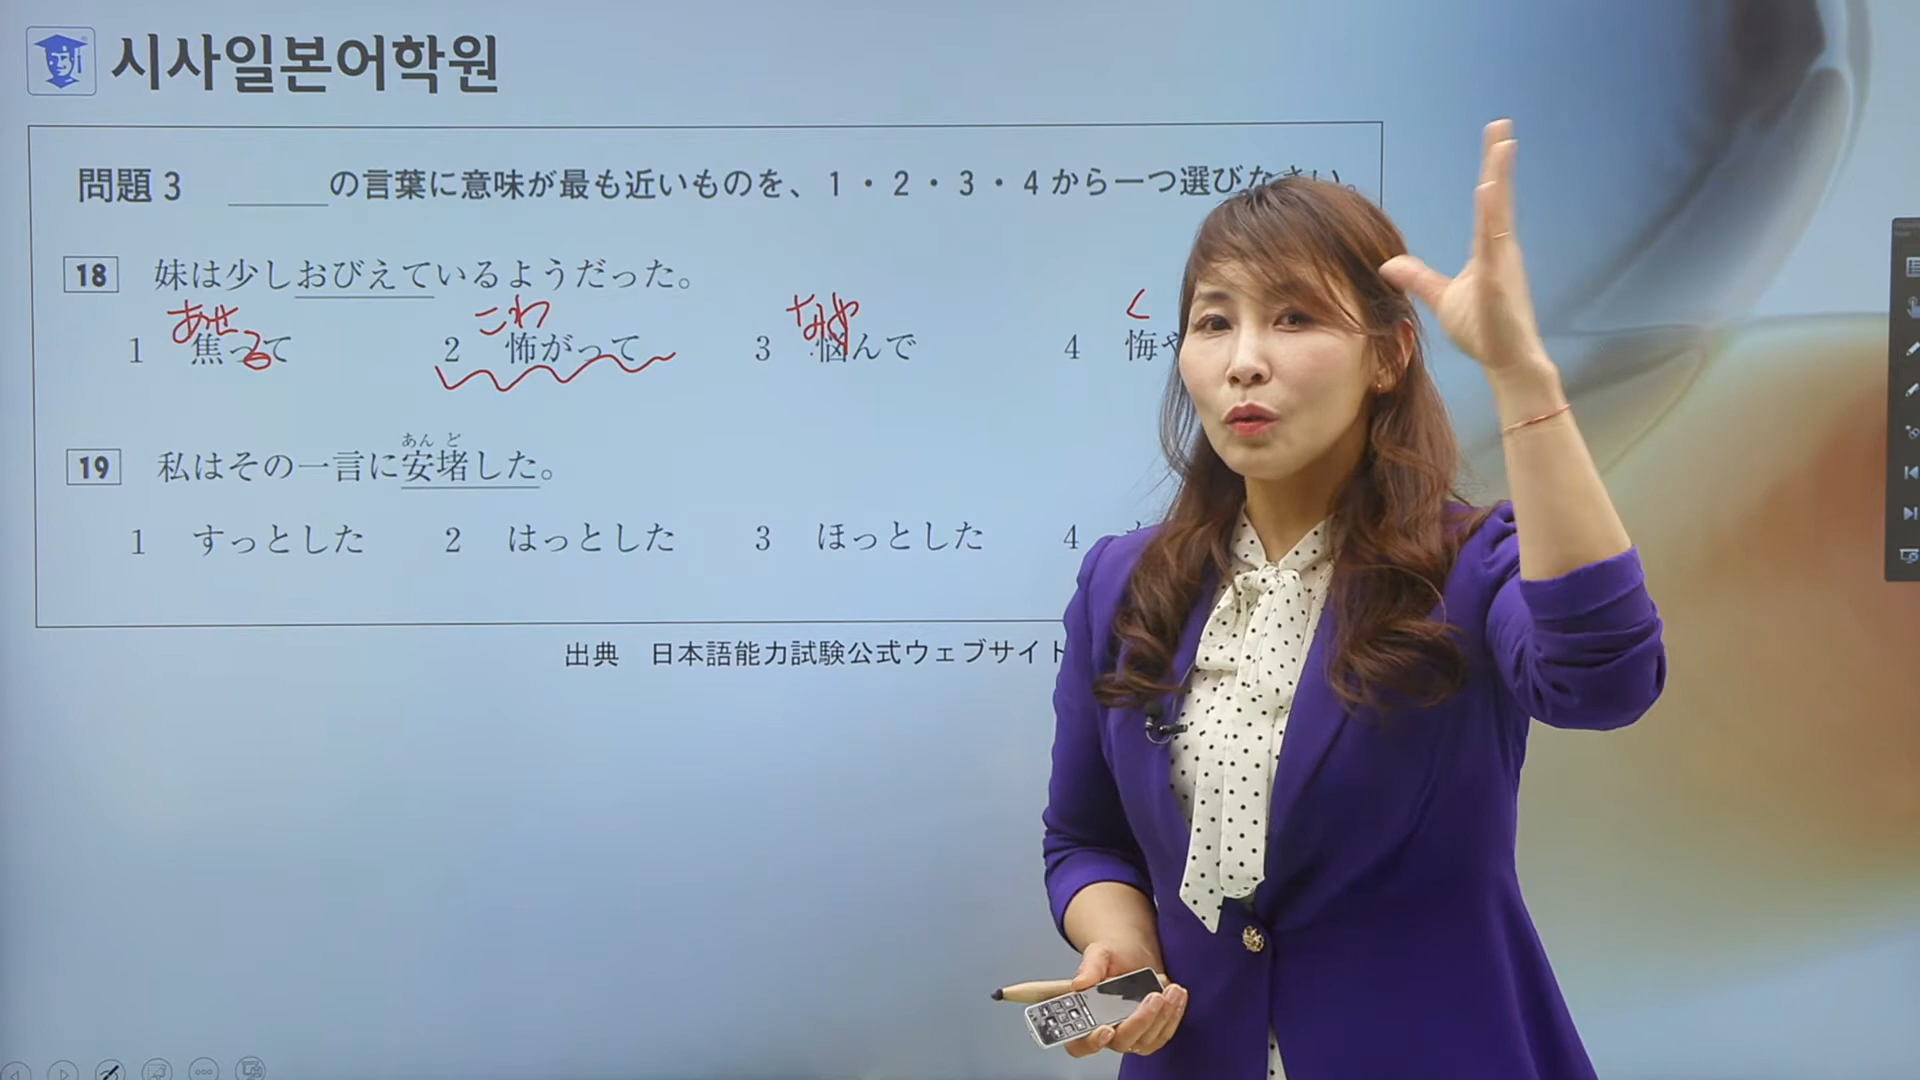 시사일본어학원
問題3 ＿＿＿の言葉に意味が最も近いものを、1・2・3・4から一つ選びなさい。
18 妹は少しおびえているようだった。
あせ る こわ なや く
1 焦って 2 怖がって 3 悩んで 4 悔や
あん ど
19 私はその一言に安堵した。
1 すっとした 2 はっとした 3 ほっとした 4
出典 日本語能力試験公式ウェブサイト